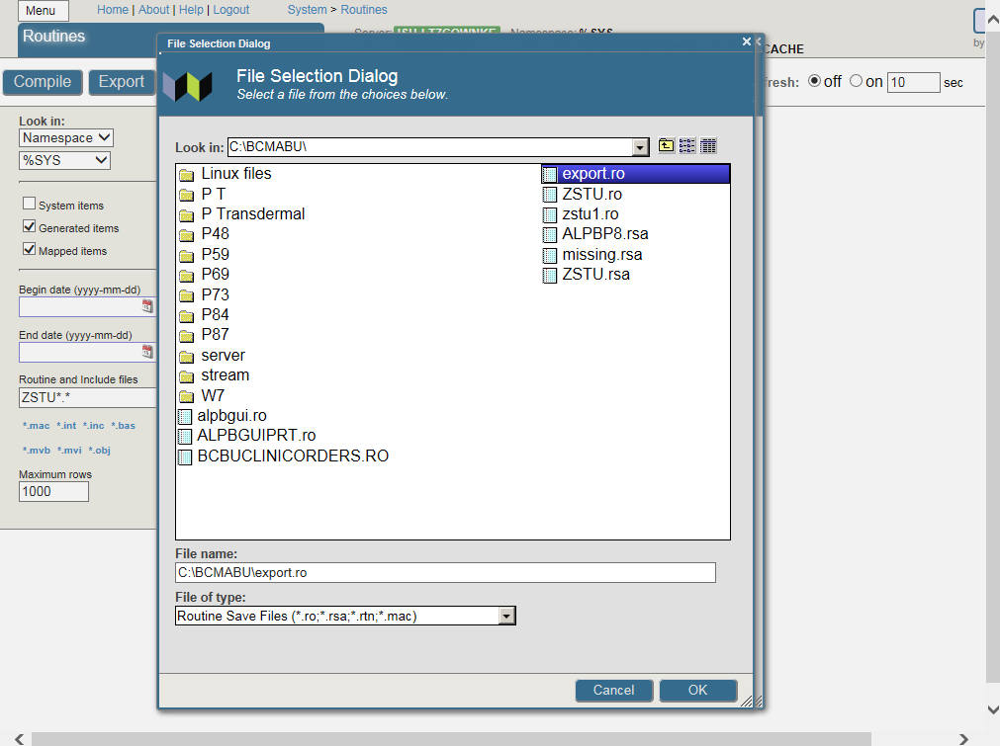 Menu
Home | About | Help | Logout
System > Routines
Routines
Namespace: %SYS
CACHE
by
Compile
Export
fresh: off on 10 sec
Look in:
Namespace
%SYS
System items
Generated items
Mapped items
Begin date (yyyy-mm-dd)
End date (yyyy-mm-dd)
Routine and Include files
ZSTU*.*
*.mac *.int *.inc *.bas
*.mvb *.mvi *.obj
Maximum rows
1000
File Selection Dialog
File Selection Dialog
Select a file from the choices below.
Look in: C:\BCMABU\
Linux files
P T
P Transdermal
P48
P59
P69
P73
P84
P87
server
stream
W7
alpbgui.ro
ALPBGUIPRT.ro
BCBUCLINICORDERS.RO
export.ro
ZSTU.ro
zstu1.ro
ALPBP8.rsa
missing.rsa
ZSTU.rsa
File name:
C:\BCMABU\export.ro
File of type:
Routine Save Files (*.ro;*.rsa;*.rtn;*.mac)
Cancel
OK